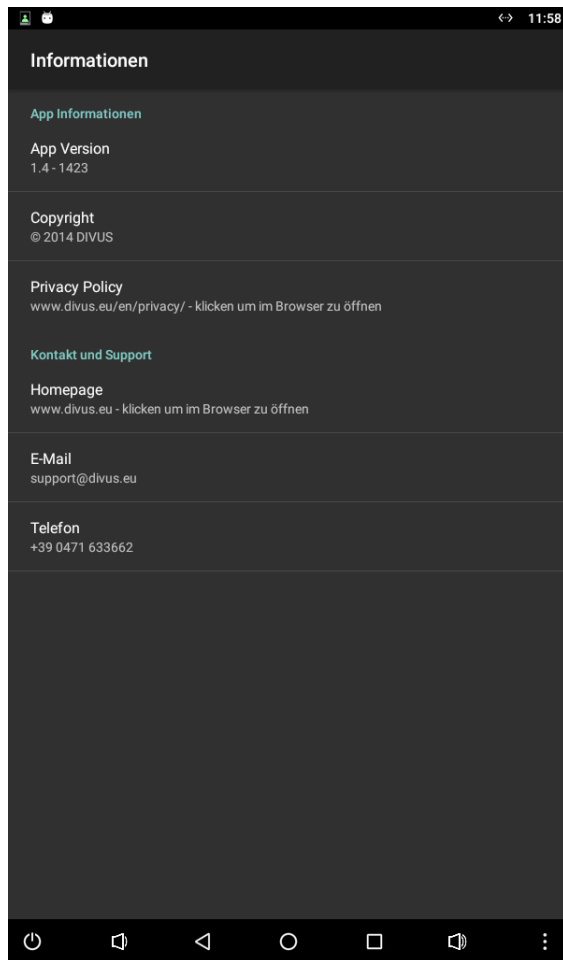 11:58
Informationen
App Informationen
App Version
1.4 - 1423
Copyright
© 2014 DIVUS
Privacy Policy
www.divus.eu/en/privacy/ - klicken um im Browser zu öffnen
Kontakt und Support
Homepage
www.divus.eu - klicken um im Browser zu öffnen
E-Mail
support@divus.eu
Telefon
+39 0471 633662